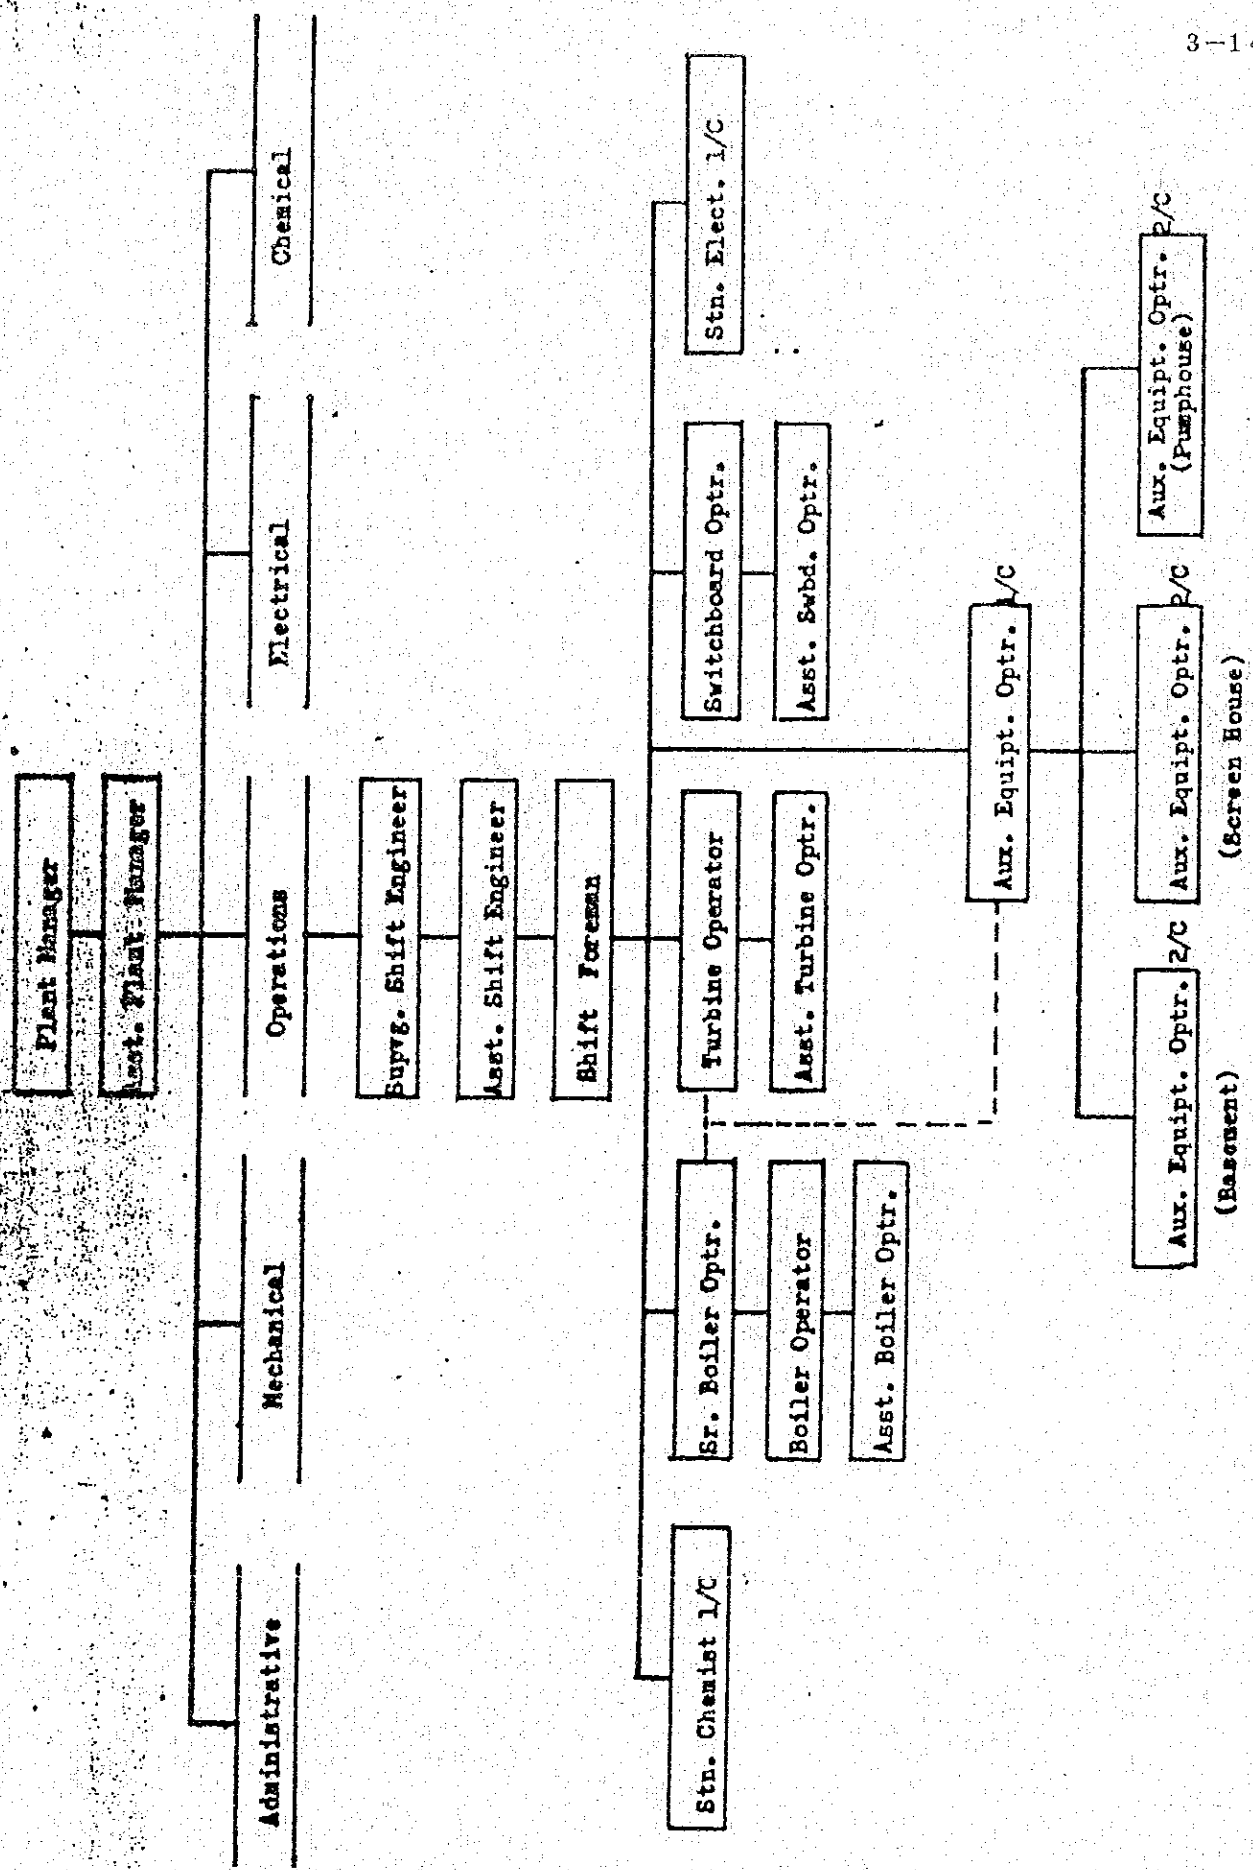 3-14
Plant Manager
Asst. Plant Manager
Administrative
Mechanical
Operations
Electrical
Chemical
Supvg. Shift Engineer
Asst. Shift Engineer
Shift Foreman
Stn. Chemist 1/C
Sr. Boiler Optr.
Turbine Operator
Switchboard Optr.
Stn. Elect. 1/C
Boiler Operator
Asst. Turbine Optr.
Asst. Swbd. Optr.
Asst. Boiler Optr.
Aux. Equipt. Optr. 1/C
Aux. Equipt. Optr. 2/C
(Basement)
Aux. Equipt. Optr. 2/C
(Screen House)
Aux. Equipt. Optr. 2/C
(Pumphouse)